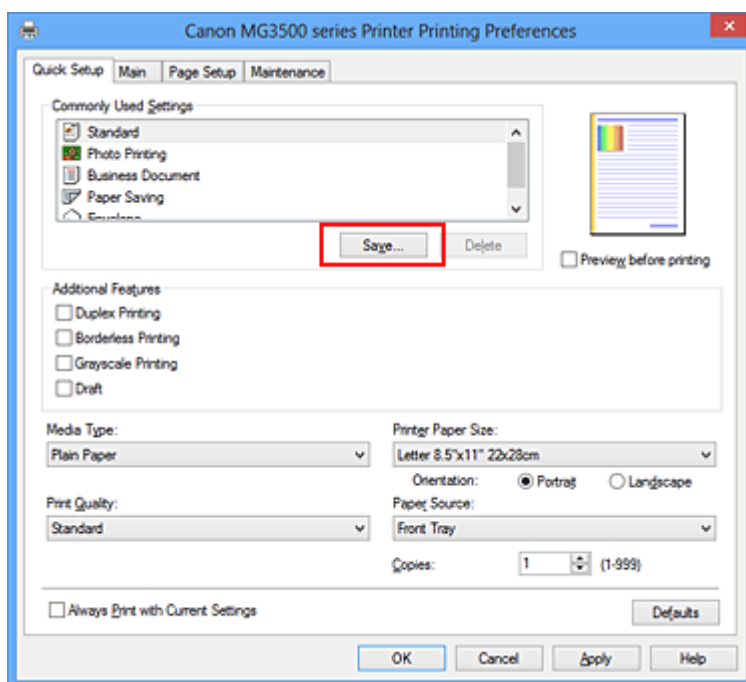 Canon MG3500 series Printer Printing Preferences
Quick Setup Main Page Setup Maintenance
Commonly Used Settings
Standard
Photo Printing
Business Document
Paper Saving
Envelope
Save... Delete
Preview before printing
Additional Features
Duplex Printing
Borderless Printing
Grayscale Printing
Draft
Media Type:
Plain Paper
Printer Paper Size:
Letter 8.5"x11" 22x28cm
Orientation: Portrait Landscape
Print Quality:
Standard
Paper Source:
Front Tray
Copies: 1 (1-999)
Always Print with Current Settings
Defaults
OK Cancel Apply Help